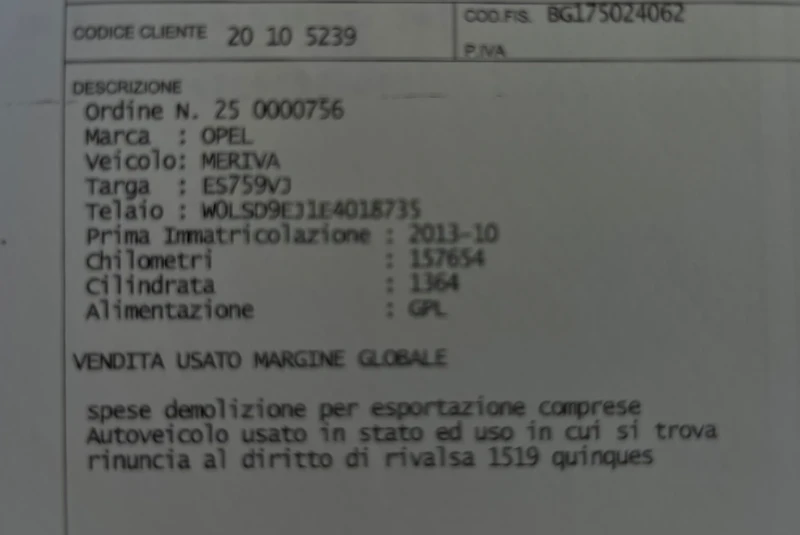 CODICE CLIENTE 20 10 5239
COD.FIS. BG175024062
P.IVA
DESCRIZIONE
Ordine N. 25 0000756
Marca : OPEL
Veicolo: MERIVA
Targa : ES759VJ
Telaio : W0LSD9EJ1E4018735
Prima Immatricolazione : 2013-10
Chilometri : 157654
Cilindrata : 1364
Alimentazione : GPL
VENDITA USATO MARGINE GLOBALE
spese demolizione per esportazione comprese
Autoveicolo usato in stato ed uso in cui si trova
rinuncia al diritto di rivalsa 1519 quinques